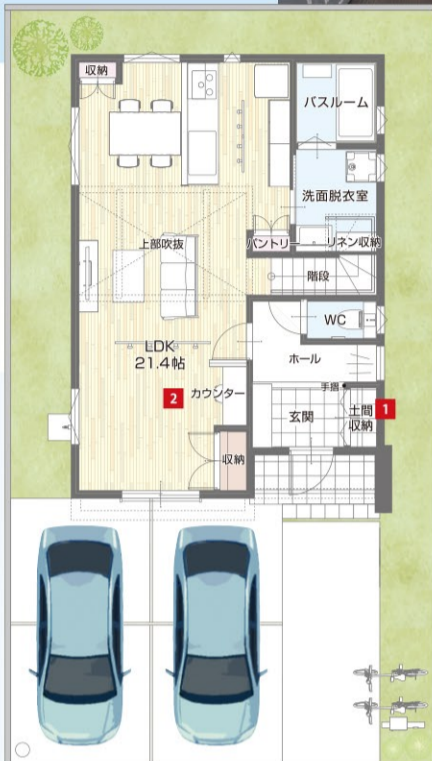 収納
バスルーム
洗面脱衣室
上部吹抜
パントリー
リネン収納
階段
WC
LDK
21.4帖
ホール
2
カウンター
手摺
玄関
土間
収納
1
収納